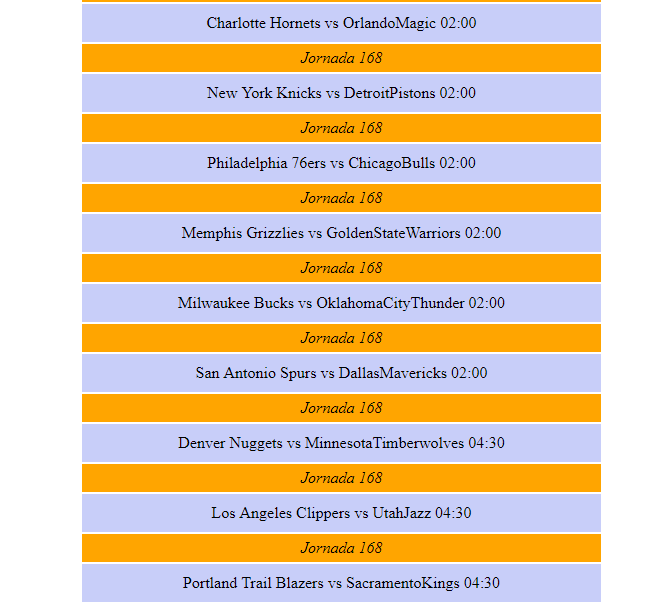 Charlotte Hornets vs OrlandoMagic 02:00
Jornada 168
New York Knicks vs DetroitPistons 02:00
Jornada 168
Philadelphia 76ers vs ChicagoBulls 02:00
Jornada 168
Memphis Grizzlies vs GoldenStateWarriors 02:00
Jornada 168
Milwaukee Bucks vs OklahomaCityThunder 02:00
Jornada 168
San Antonio Spurs vs DallasMavericks 02:00
Jornada 168
Denver Nuggets vs MinnesotaTimberwolves 04:30
Jornada 168
Los Angeles Clippers vs UtahJazz 04:30
Jornada 168
Portland Trail Blazers vs SacramentoKings 04:30